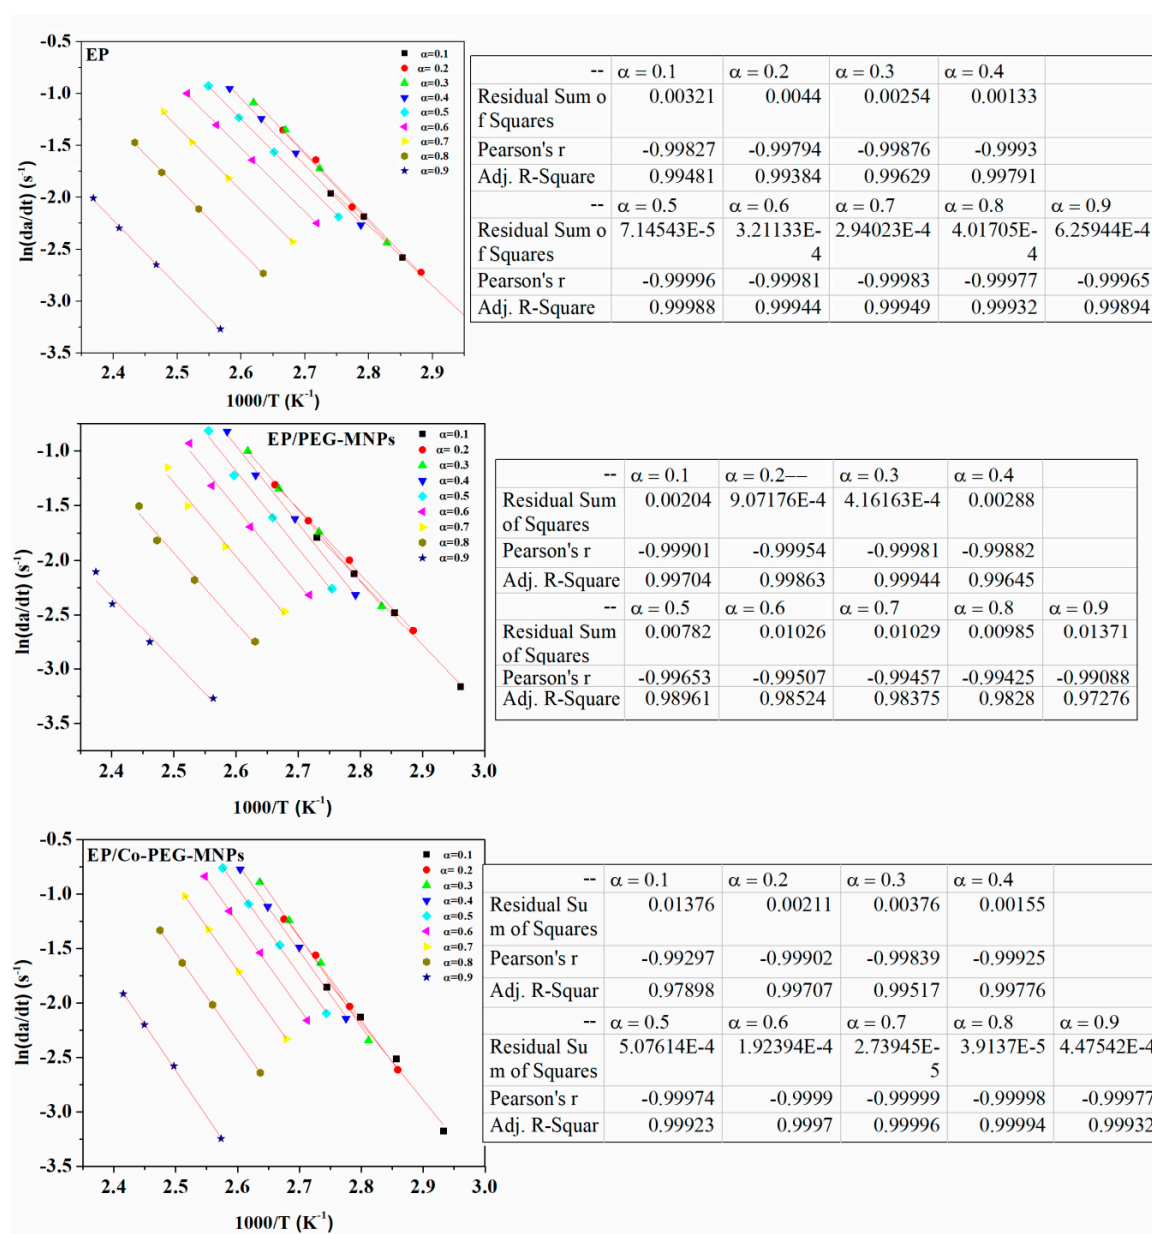 EP
α=0.1
α= 0.2
α=0.3
α=0.4
α=0.5
α=0.6
α=0.7
α=0.8
α=0.9
-0.5
-1.0
-1.5
-2.0
-2.5
-3.0
-3.5
ln(da/dt) (s⁻¹)
2.4 2.5 2.6 2.7 2.8 2.9
1000/T (K⁻¹)
-- α = 0.1 α = 0.2 α = 0.3 α = 0.4
Residual Sum o 0.00321 0.0044 0.00254 0.00133
f Squares
Pearson's r -0.99827 -0.99794 -0.99876 -0.9993
Adj. R-Square 0.99481 0.99384 0.99629 0.99791
-- α = 0.5 α = 0.6 α = 0.7 α = 0.8 α = 0.9
Residual Sum o 7.14543E-5 3.21133E- 2.94023E-4 4.01705E- 6.25944E-4
f Squares 4 4
Pearson's r -0.99996 -0.99981 -0.99983 -0.99977 -0.99965
Adj. R-Square 0.99988 0.99944 0.99949 0.99932 0.99894
EP/PEG-MNPs
α=0.1
α= 0.2
α=0.3
α=0.4
α=0.5
α=0.6
α=0.7
α=0.8
α=0.9
-1.0
-1.5
-2.0
-2.5
-3.0
-3.5
ln(da/dt) (s⁻¹)
2.4 2.5 2.6 2.7 2.8 2.9 3.0
1000/T (K⁻¹)
-- α = 0.1 α = 0.2–– α = 0.3 α = 0.4
Residual Sum 0.00204 9.07176E-4 4.16163E-4 0.00288
of Squares
Pearson's r -0.99901 -0.99954 -0.99981 -0.99882
Adj. R-Square 0.99704 0.99863 0.99944 0.99645
-- α = 0.5 α = 0.6 α = 0.7 α = 0.8 α = 0.9
Residual Sum 0.00782 0.01026 0.01029 0.00985 0.01371
of Squares
Pearson's r -0.99653 -0.99507 -0.99457 -0.99425 -0.99088
Adj. R-Square 0.98961 0.98524 0.98375 0.9828 0.97276
EP/Co-PEG-MNPs
α=0.1
α= 0.2
α=0.3
α=0.4
α=0.5
α=0.6
α=0.7
α=0.8
α=0.9
-0.5
-1.0
-1.5
-2.0
-2.5
-3.0
-3.5
ln(da/dt) (s⁻¹)
2.4 2.5 2.6 2.7 2.8 2.9 3.0
1000/T (K⁻¹)
-- α = 0.1 α = 0.2 α = 0.3 α = 0.4
Residual Su 0.01376 0.00211 0.00376 0.00155
m of Squares
Pearson's r -0.99297 -0.99902 -0.99839 -0.99925
Adj. R-Squar 0.97898 0.99707 0.99517 0.99776
-- α = 0.5 α = 0.6 α = 0.7 α = 0.8 α = 0.9
Residual Su 5.07614E-4 1.92394E-4 2.73945E- 3.9137E-5 4.47542E-4
m of Squares 5
Pearson's r -0.99974 -0.9999 -0.99999 -0.99998 -0.99977
Adj. R-Squar 0.99923 0.9997 0.99996 0.99994 0.99932